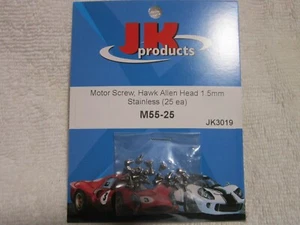 JK
products
Motor Screw, Hawk Allen Head 1.5mm
Stainless (25 ea)
M55-25
JK3019